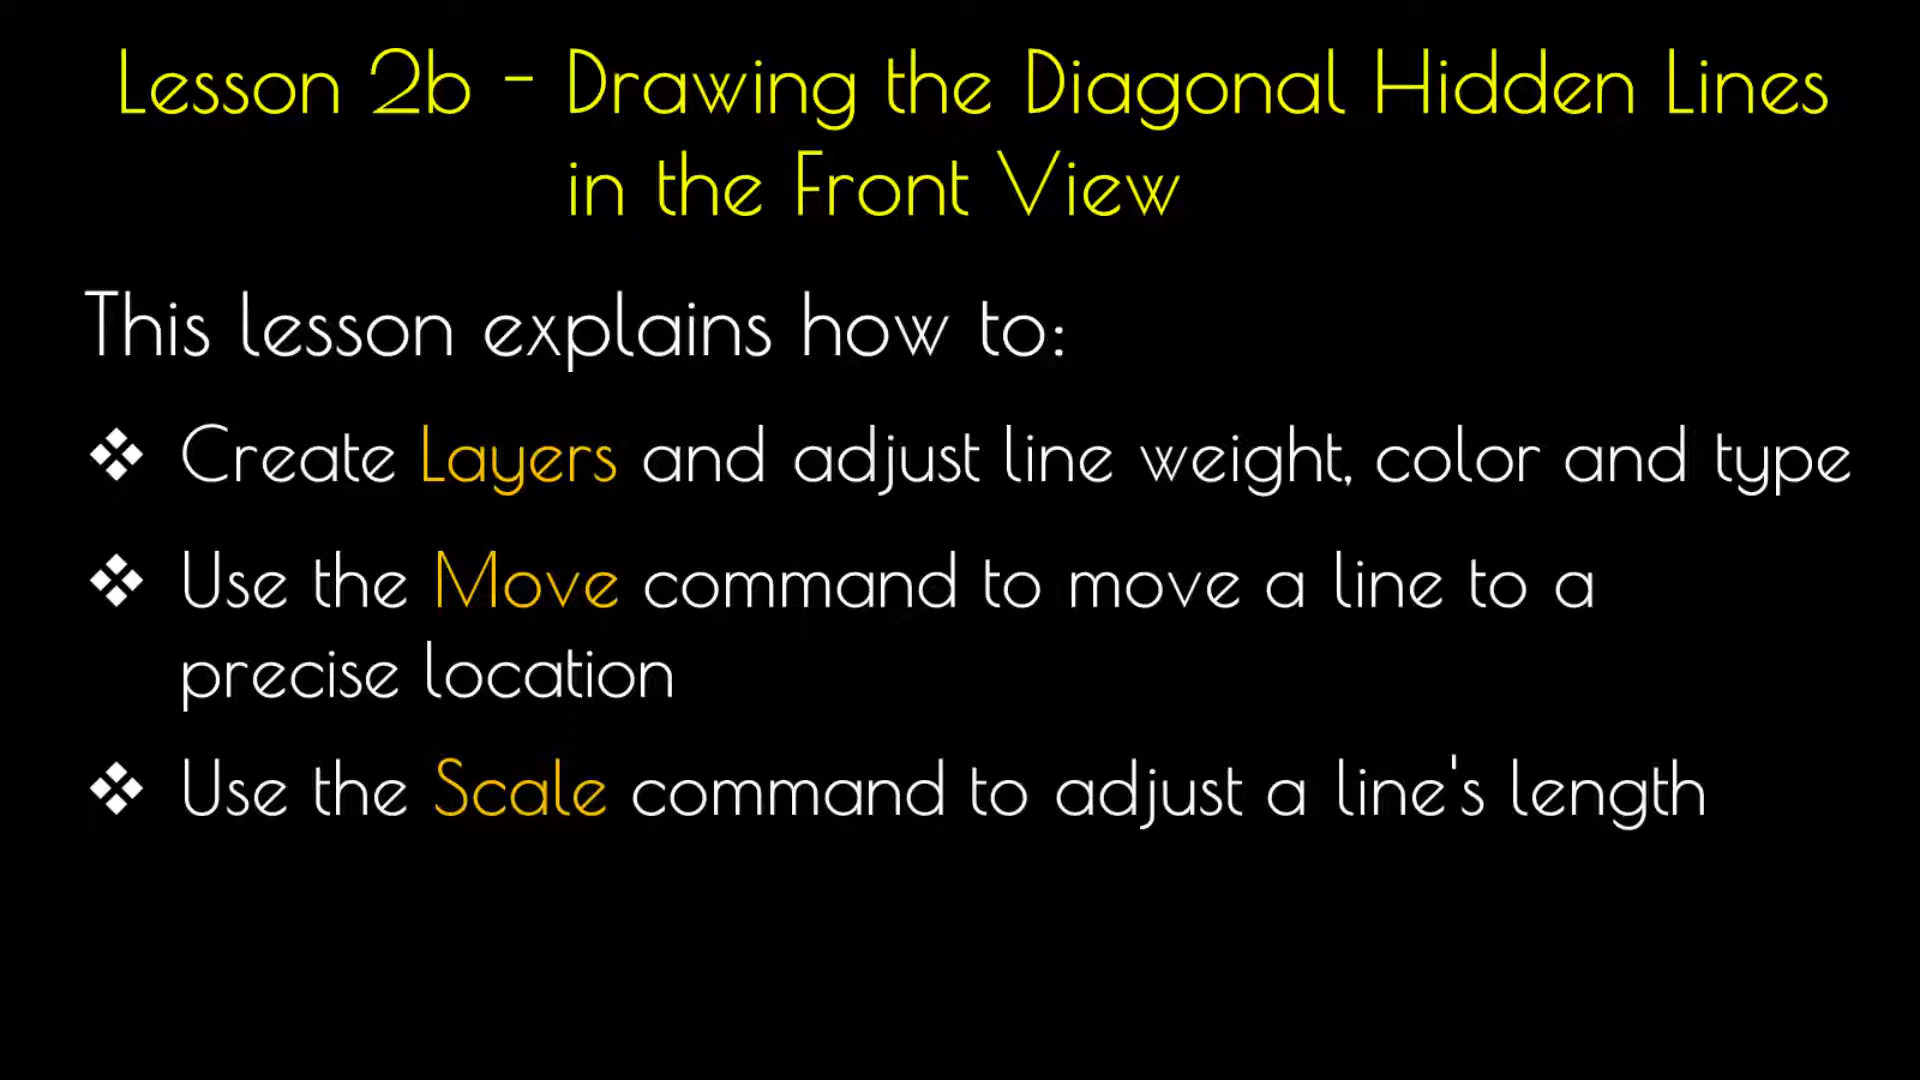 Lesson 2b - Drawing the Diagonal Hidden Lines
in the Front View
This lesson explains how to:
❖ Create Layers and adjust line weight, color and type
❖ Use the Move command to move a line to a
precise location
❖ Use the Scale command to adjust a line's length